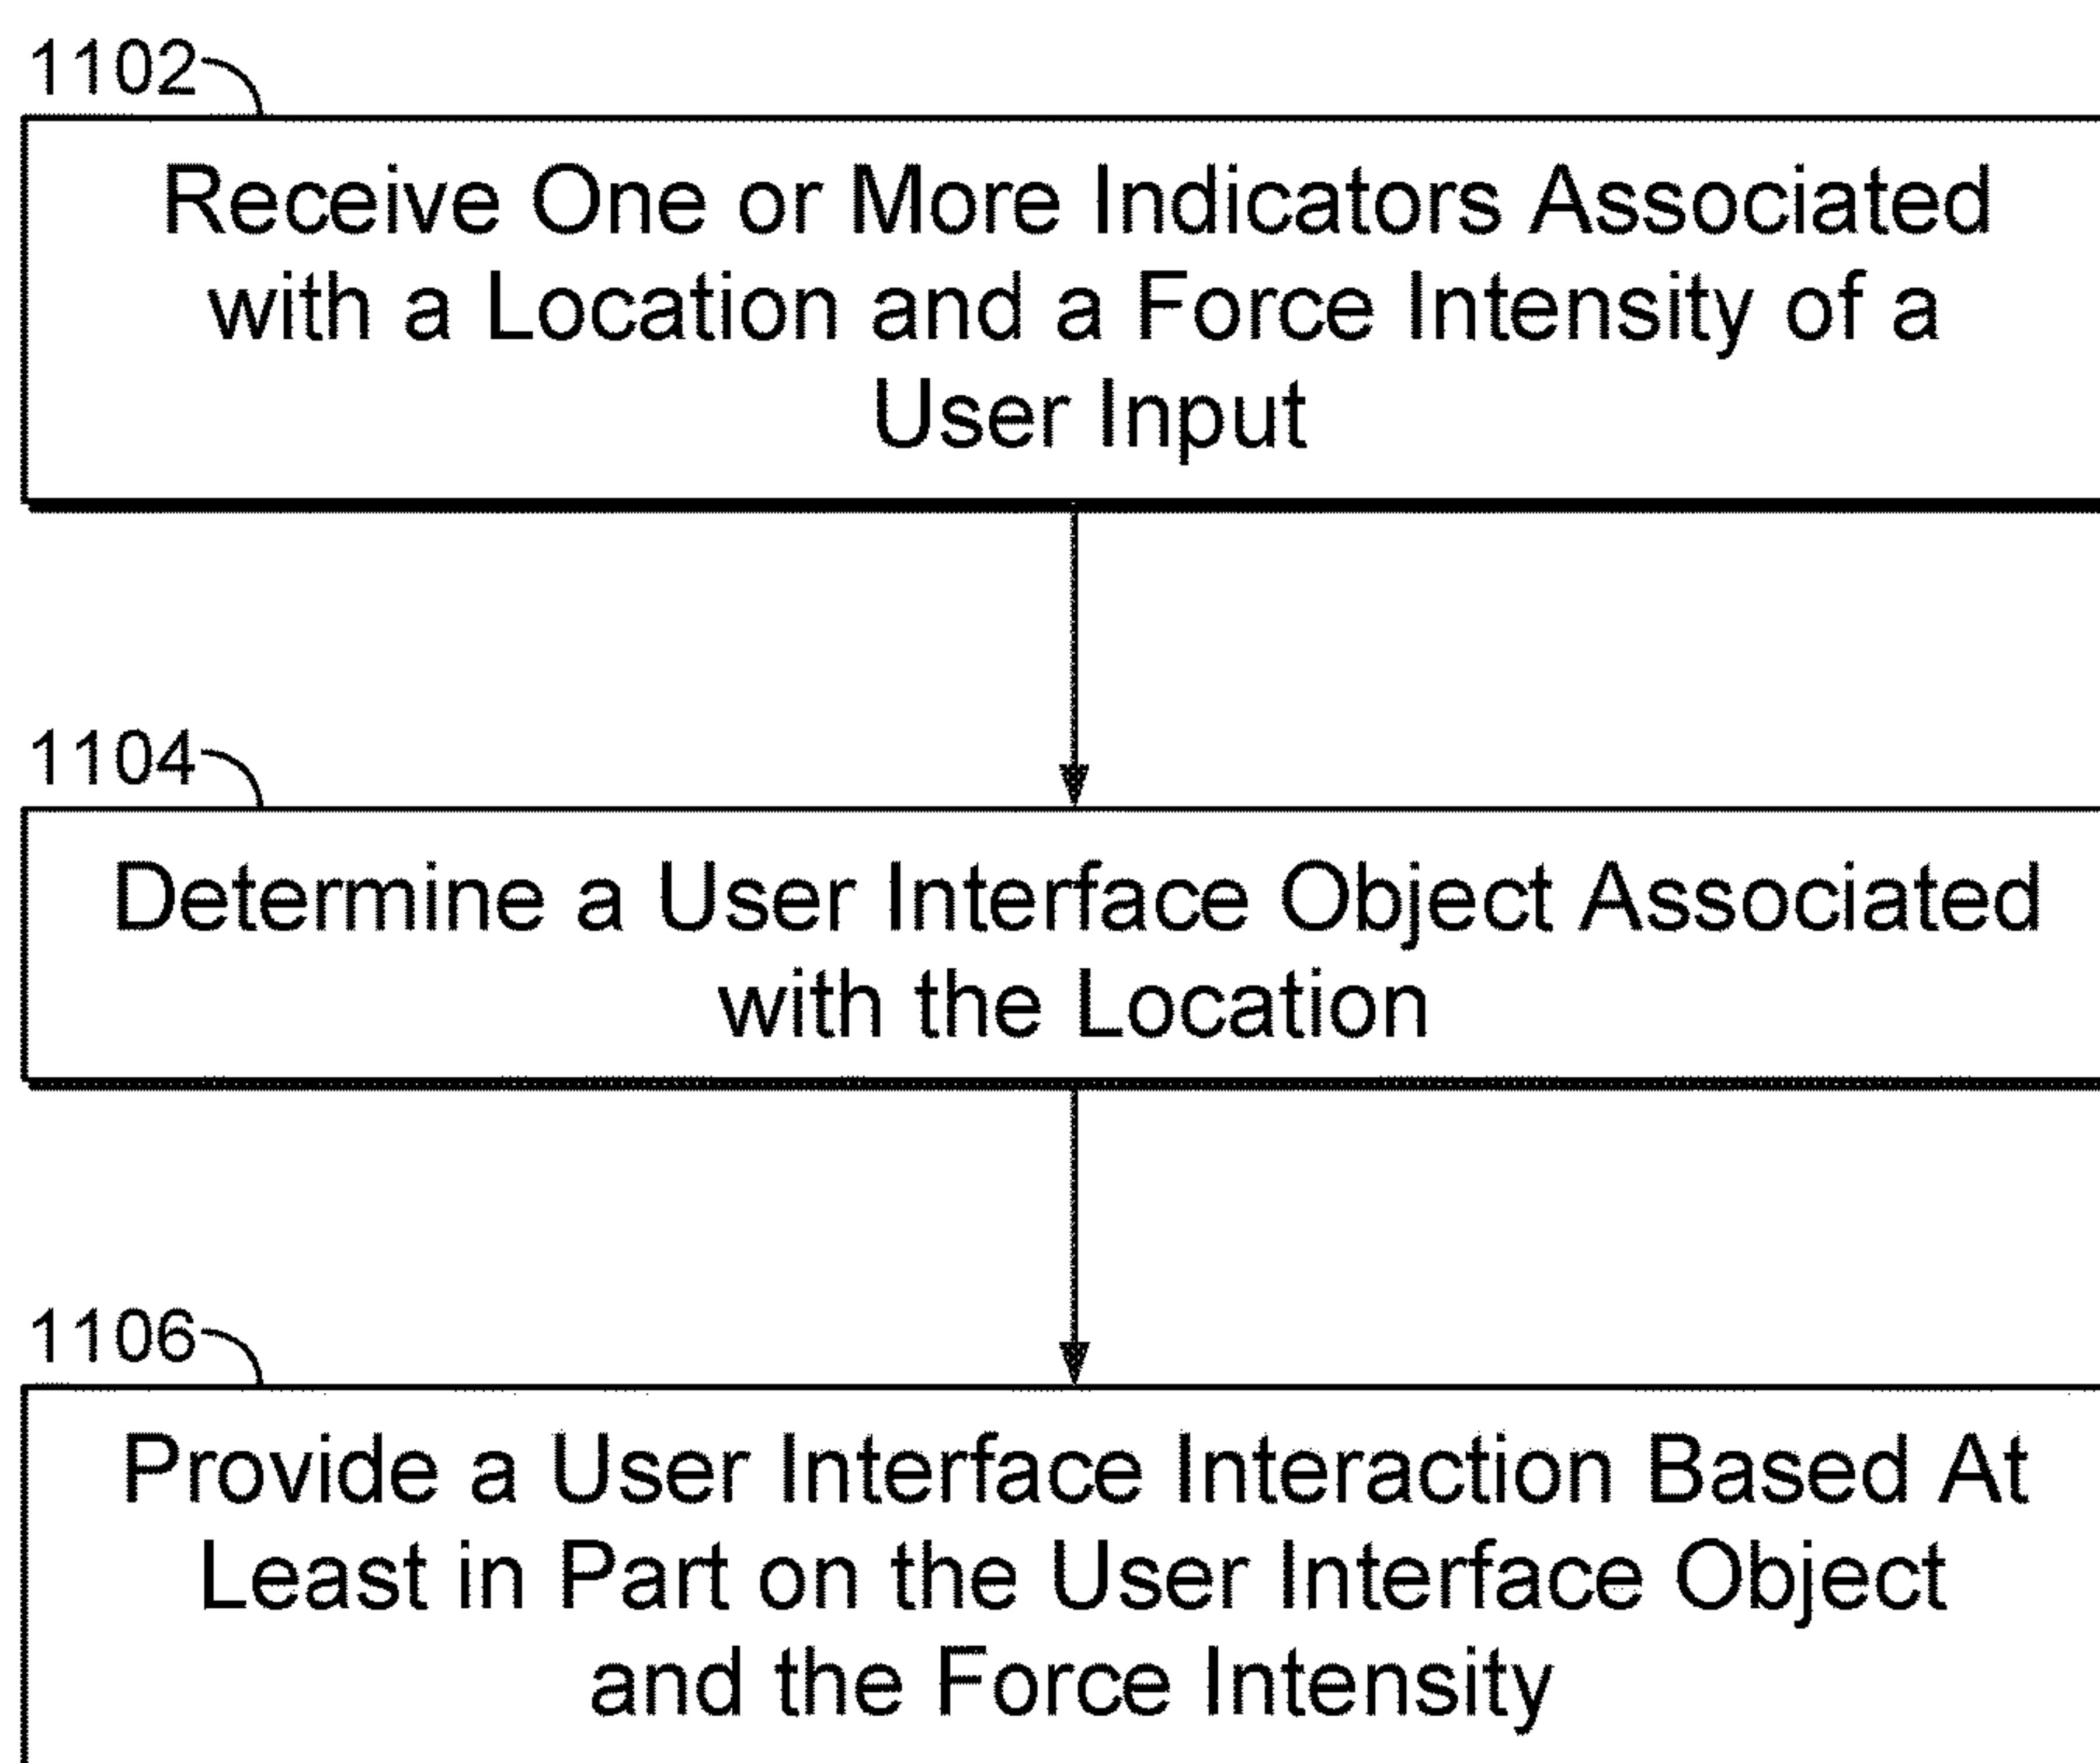 1102
Receive One or More Indicators Associated
with a Location and a Force Intensity of a
User Input
1104
Determine a User Interface Object Associated
with the Location
1106
Provide a User Interface Interaction Based At
Least in Part on the User Interface Object
and the Force Intensity